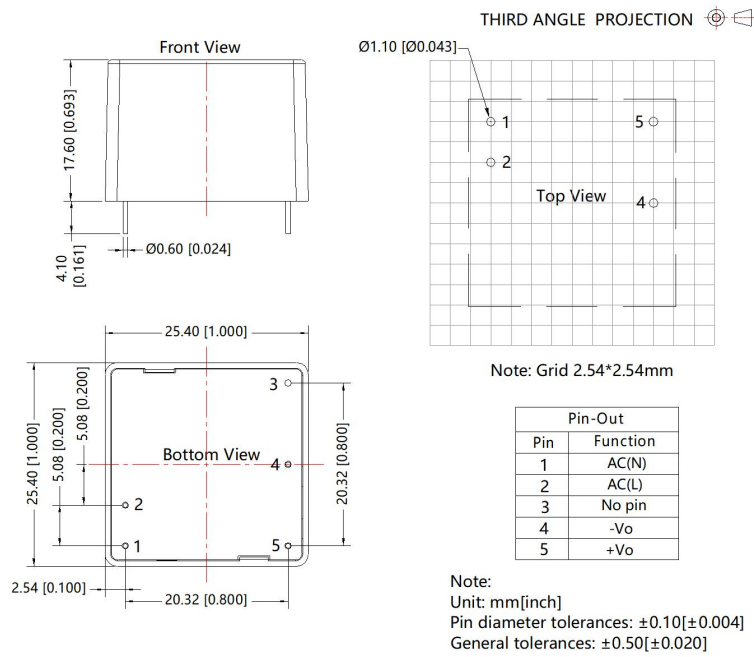 THIRD ANGLE PROJECTION
Front View
Ø1.10 [Ø0.043]
17.60 [0.693]
1
5
2
Top View
4
Ø0.60 [0.024]
4.10
[0.161]
25.40 [1.000]
Note: Grid 2.54*2.54mm
3
5.08 [0.200]
5.08 [0.200]
25.40 [1.000]
Bottom View
4
20.32 [0.800]
2
1
5
2.54 [0.100]
20.32 [0.800]
Pin-Out
Pin Function
1 AC(N)
2 AC(L)
3 No pin
4 -Vo
5 +Vo
Note:
Unit: mm[inch]
Pin diameter tolerances: ±0.10[±0.004]
General tolerances: ±0.50[±0.020]